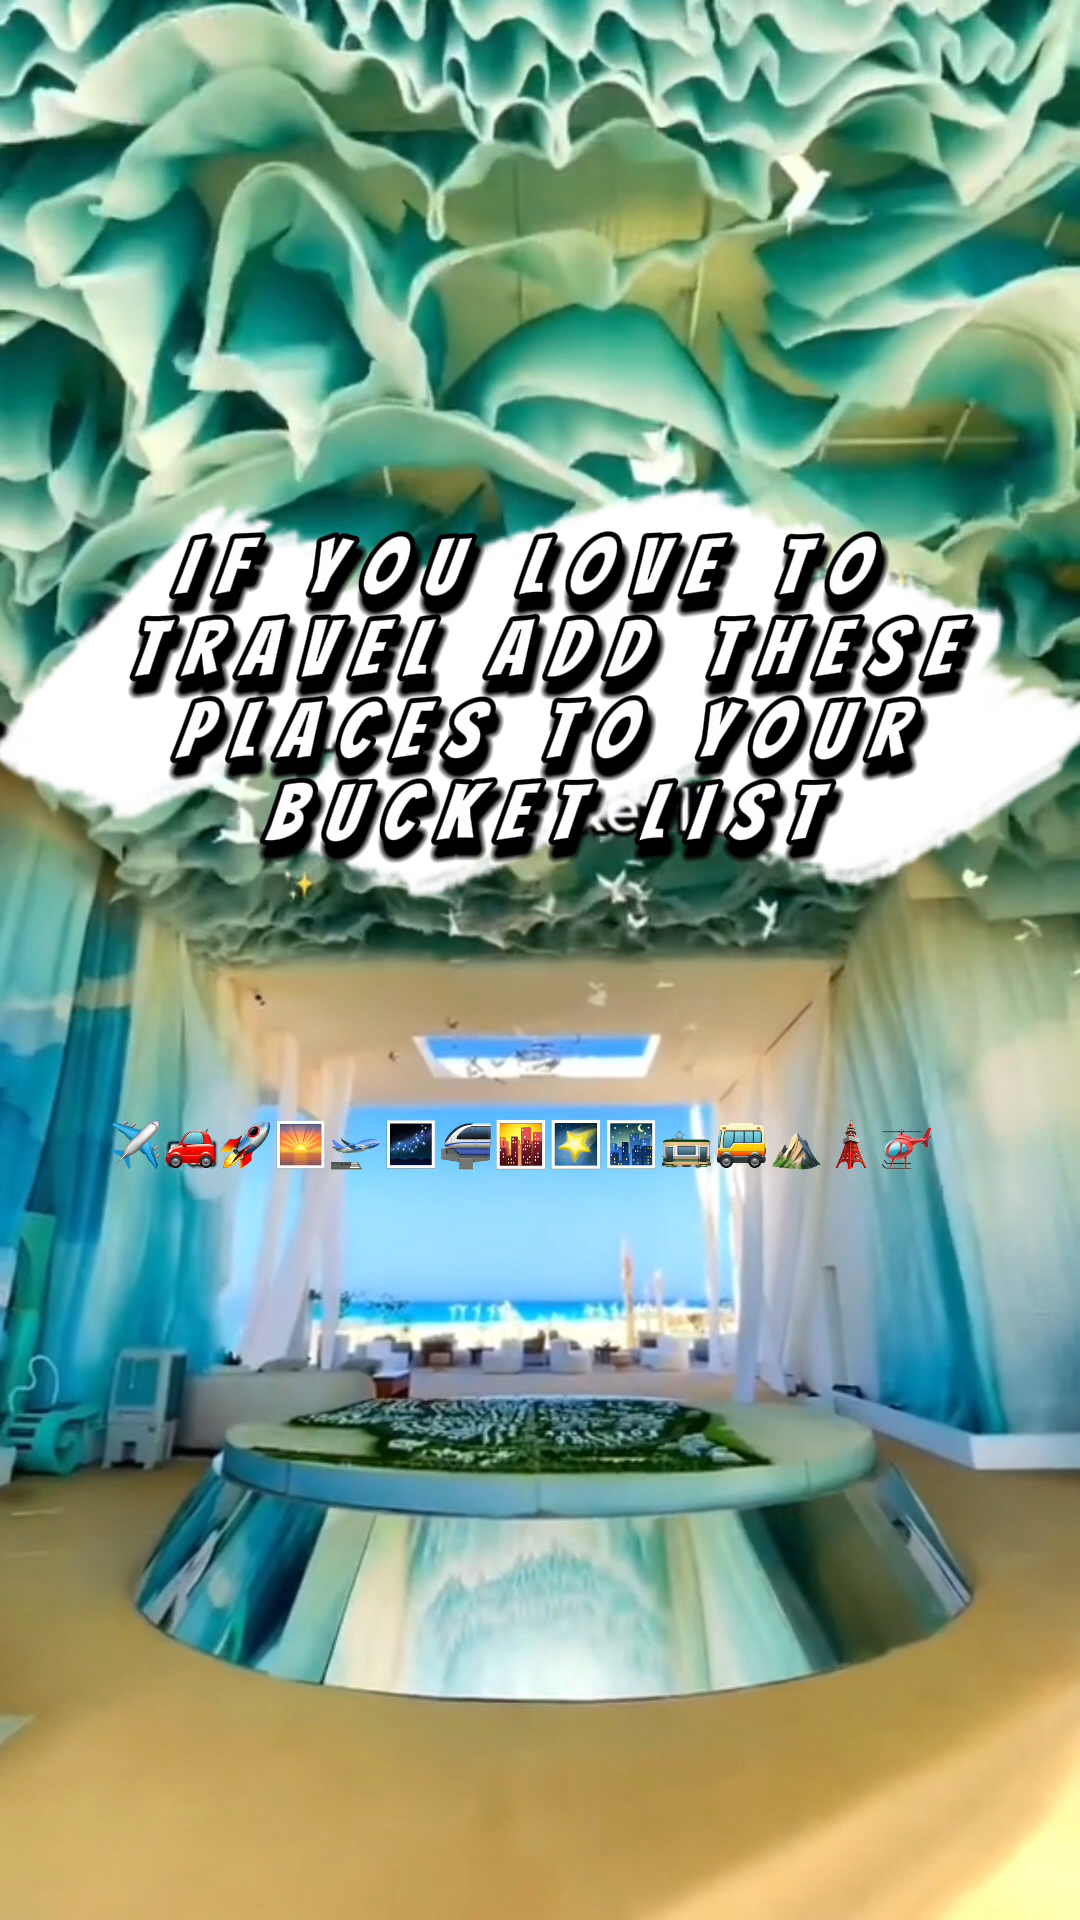 IF YOU LOVE TO
TRAVEL ADD THESE
PLACES TO YOUR
BUCKET LIST